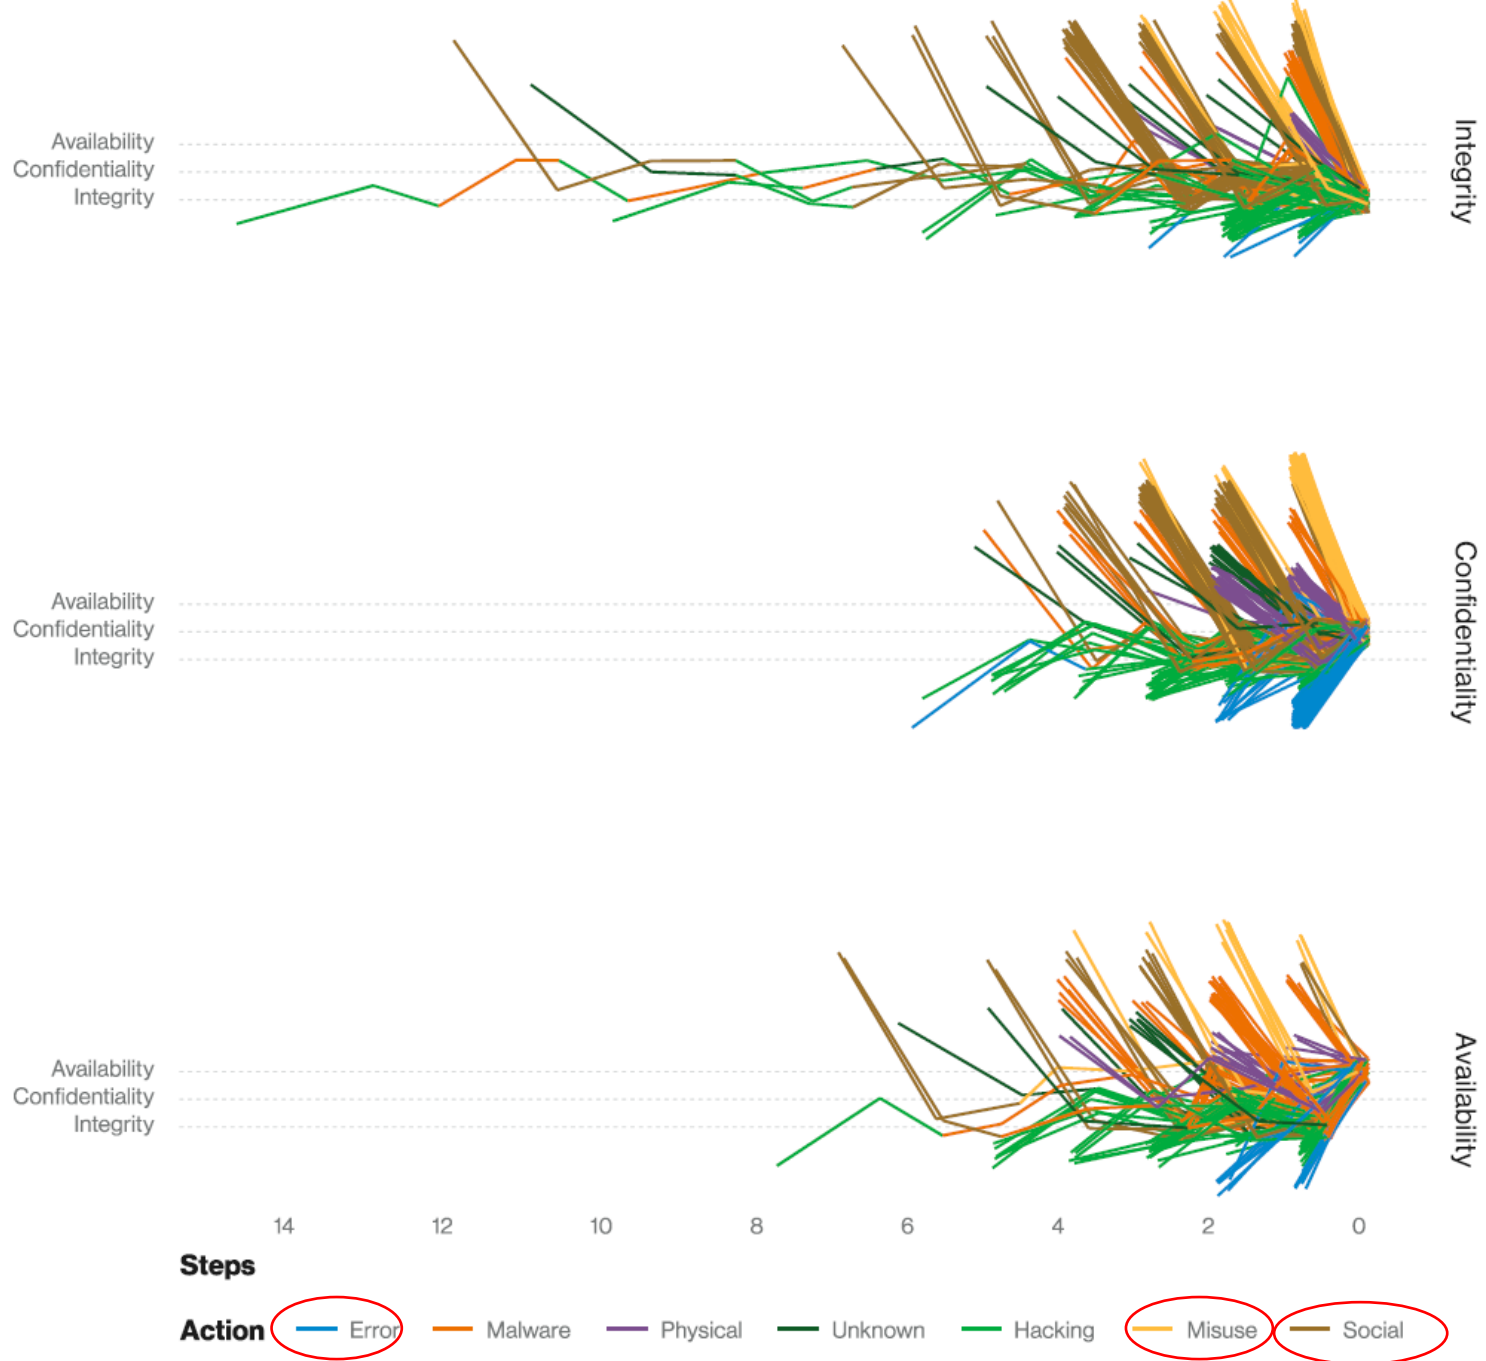 Availability
Confidentiality
Integrity
Integrity
Availability
Confidentiality
Integrity
Confidentiality
Availability
Confidentiality
Integrity
Availability
14 12 10 8 6 4 2 0
Steps
Action Error Malware Physical Unknown Hacking Misuse Social